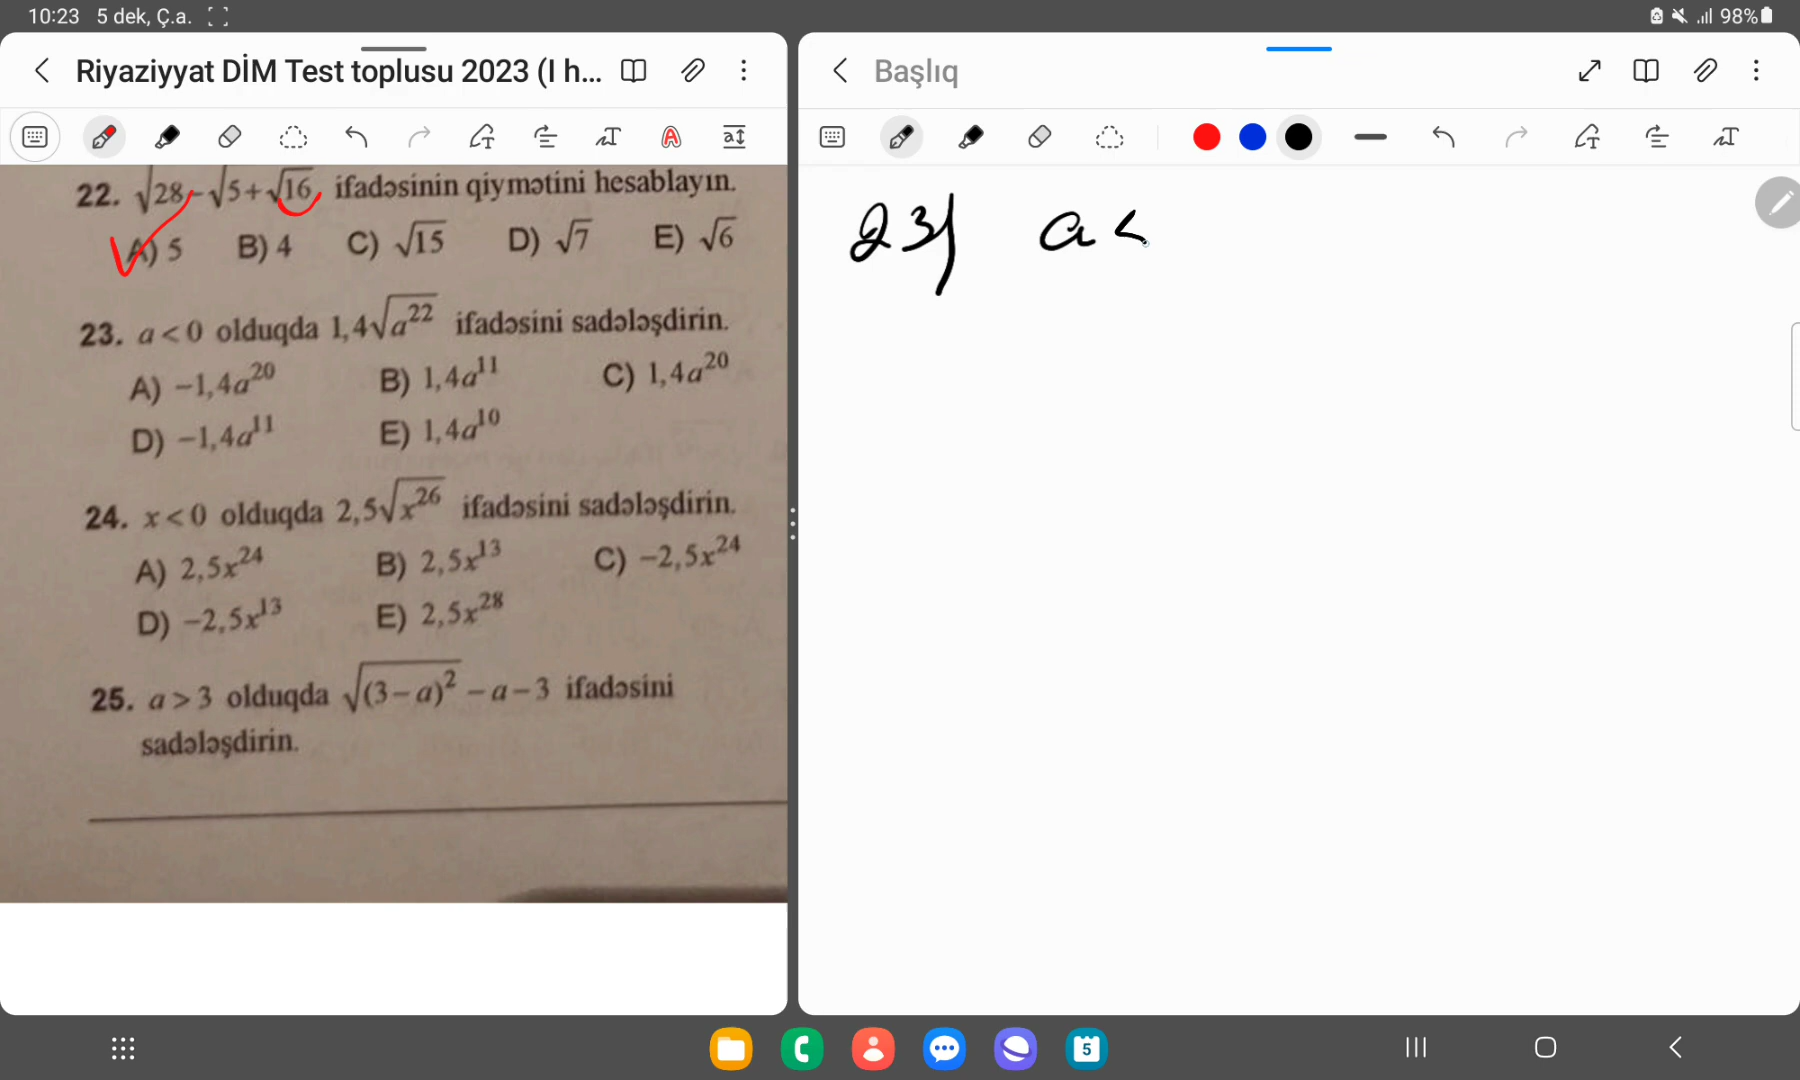 10:23 5 dek, Ç.a. 98%
Riyaziyyat DİM Test toplusu 2023 (I h...
Başlıq
22. √28 − √5 + √16 ifadəsinin qiymətini hesablayın.
A) 5 B) 4 C) √15 D) √7 E) √6
23. a < 0 olduqda 1,4√a²² ifadəsini sadələşdirin.
A) −1,4a²⁰ B) 1,4a¹¹ C) 1,4a²⁰
D) −1,4a¹¹ E) 1,4a¹⁰
24. x < 0 olduqda 2,5√x²⁶ ifadəsini sadələşdirin.
A) 2,5x²⁴ B) 2,5x¹³ C) −2,5x²⁴
D) −2,5x¹³ E) 2,5x²⁸
25. a > 3 olduqda √(3−a)² − a − 3 ifadəsini
sadələşdirin.
23) a <
5